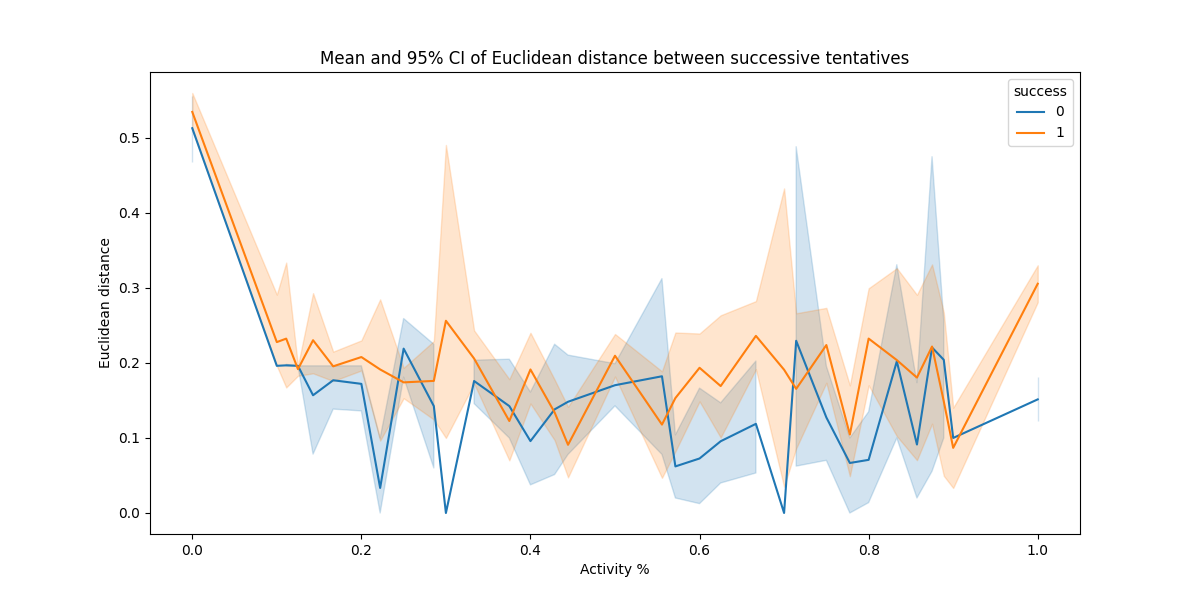 Mean and 95% CI of Euclidean distance between successive tentatives
success
0
1
0.5
0.4
0.3
0.2
0.1
0.0
Euclidean distance
0.0 0.2 0.4 0.6 0.8 1.0
Activity %